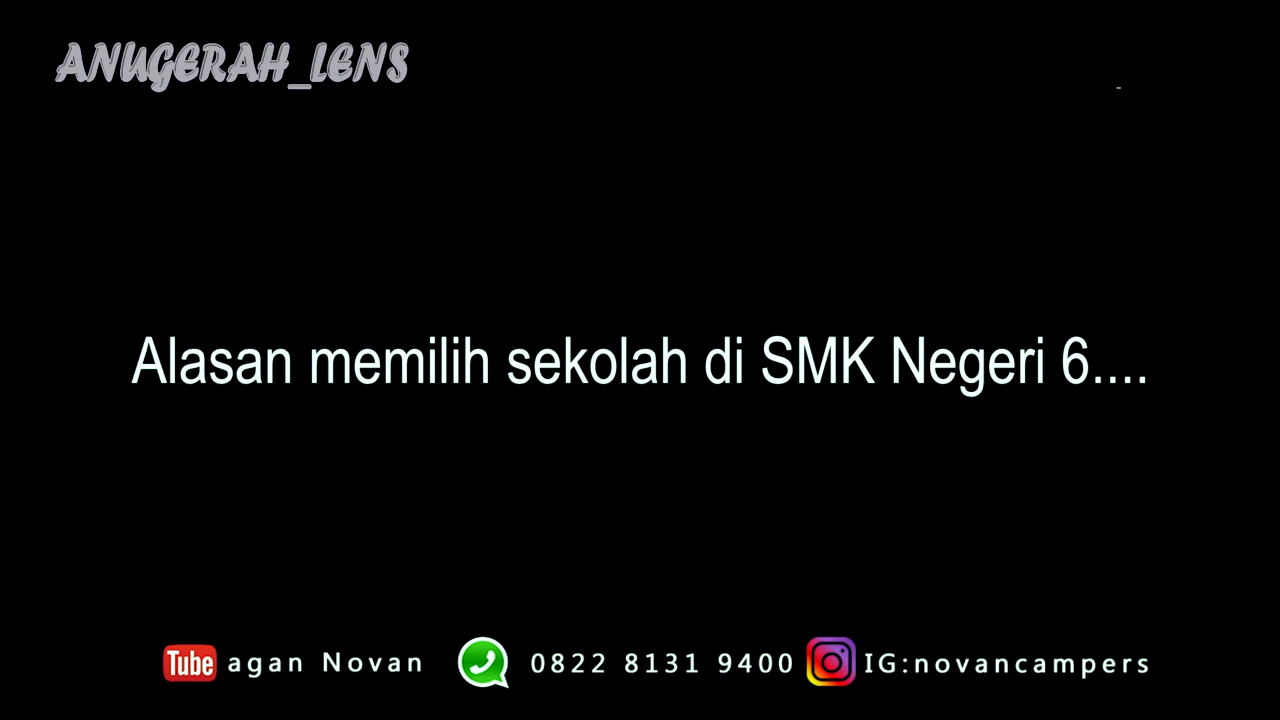 ANUGERAH_LENS
Alasan memilih sekolah di SMK Negeri 6....
Tube agan Novan 0822 8131 9400 IG:novancampers